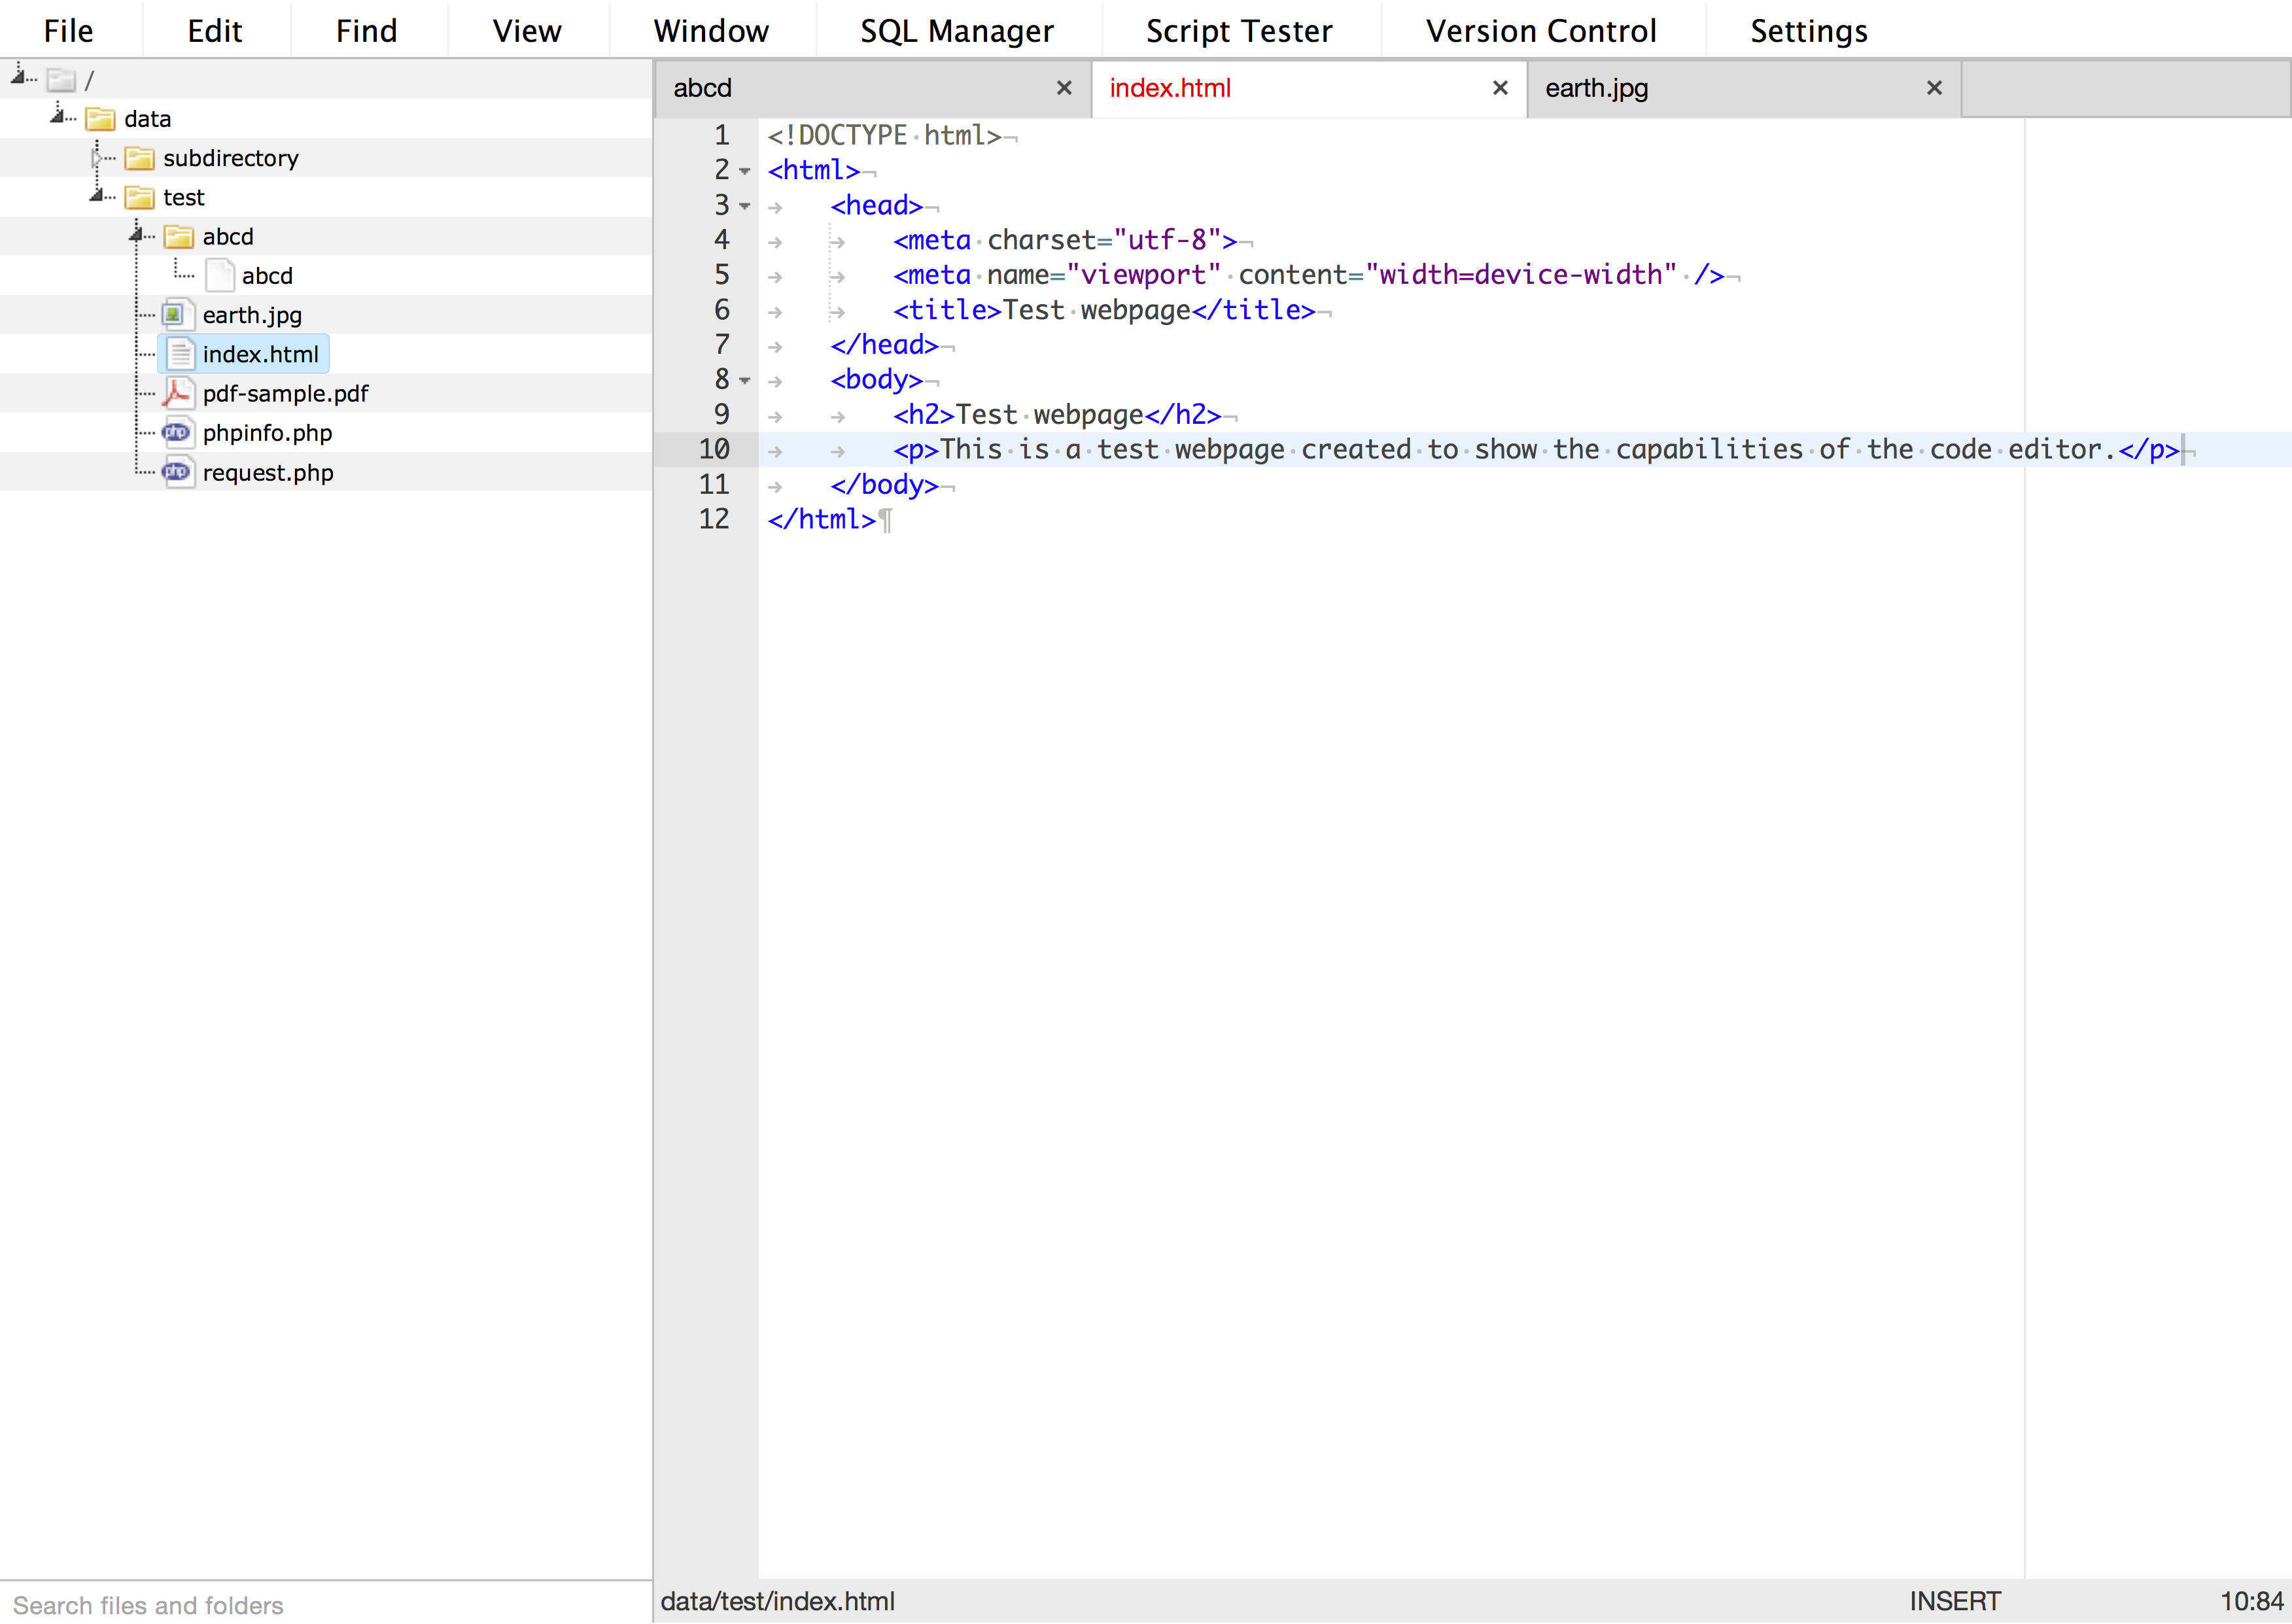 File Edit Find View Window SQL Manager Script Tester Version Control Settings
/
data
subdirectory
test
abcd
abcd
earth.jpg
index.html
pdf-sample.pdf
phpinfo.php
request.php
Search files and folders
abcd × index.html × earth.jpg ×
1 <!DOCTYPE html>
2 <html>
3 <head>
4 <meta charset="utf-8">
5 <meta name="viewport" content="width=device-width" />
6 <title>Test webpage</title>
7 </head>
8 <body>
9 <h2>Test webpage</h2>
10 <p>This is a test webpage created to show the capabilities of the code editor.</p>
11 </body>
12 </html>¶
data/test/index.html INSERT 10:84